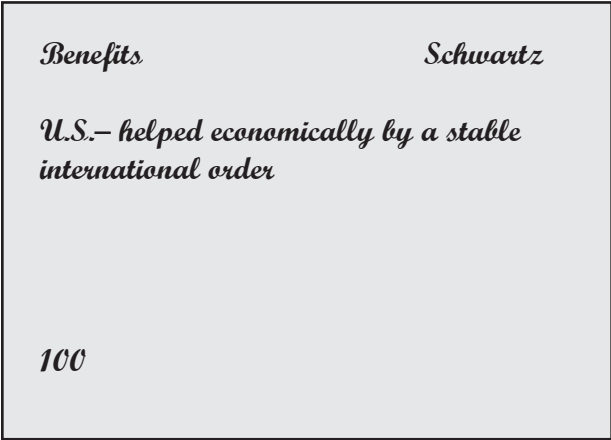 Benefits Schwartz
U.S.– helped economically by a stable
international order
100